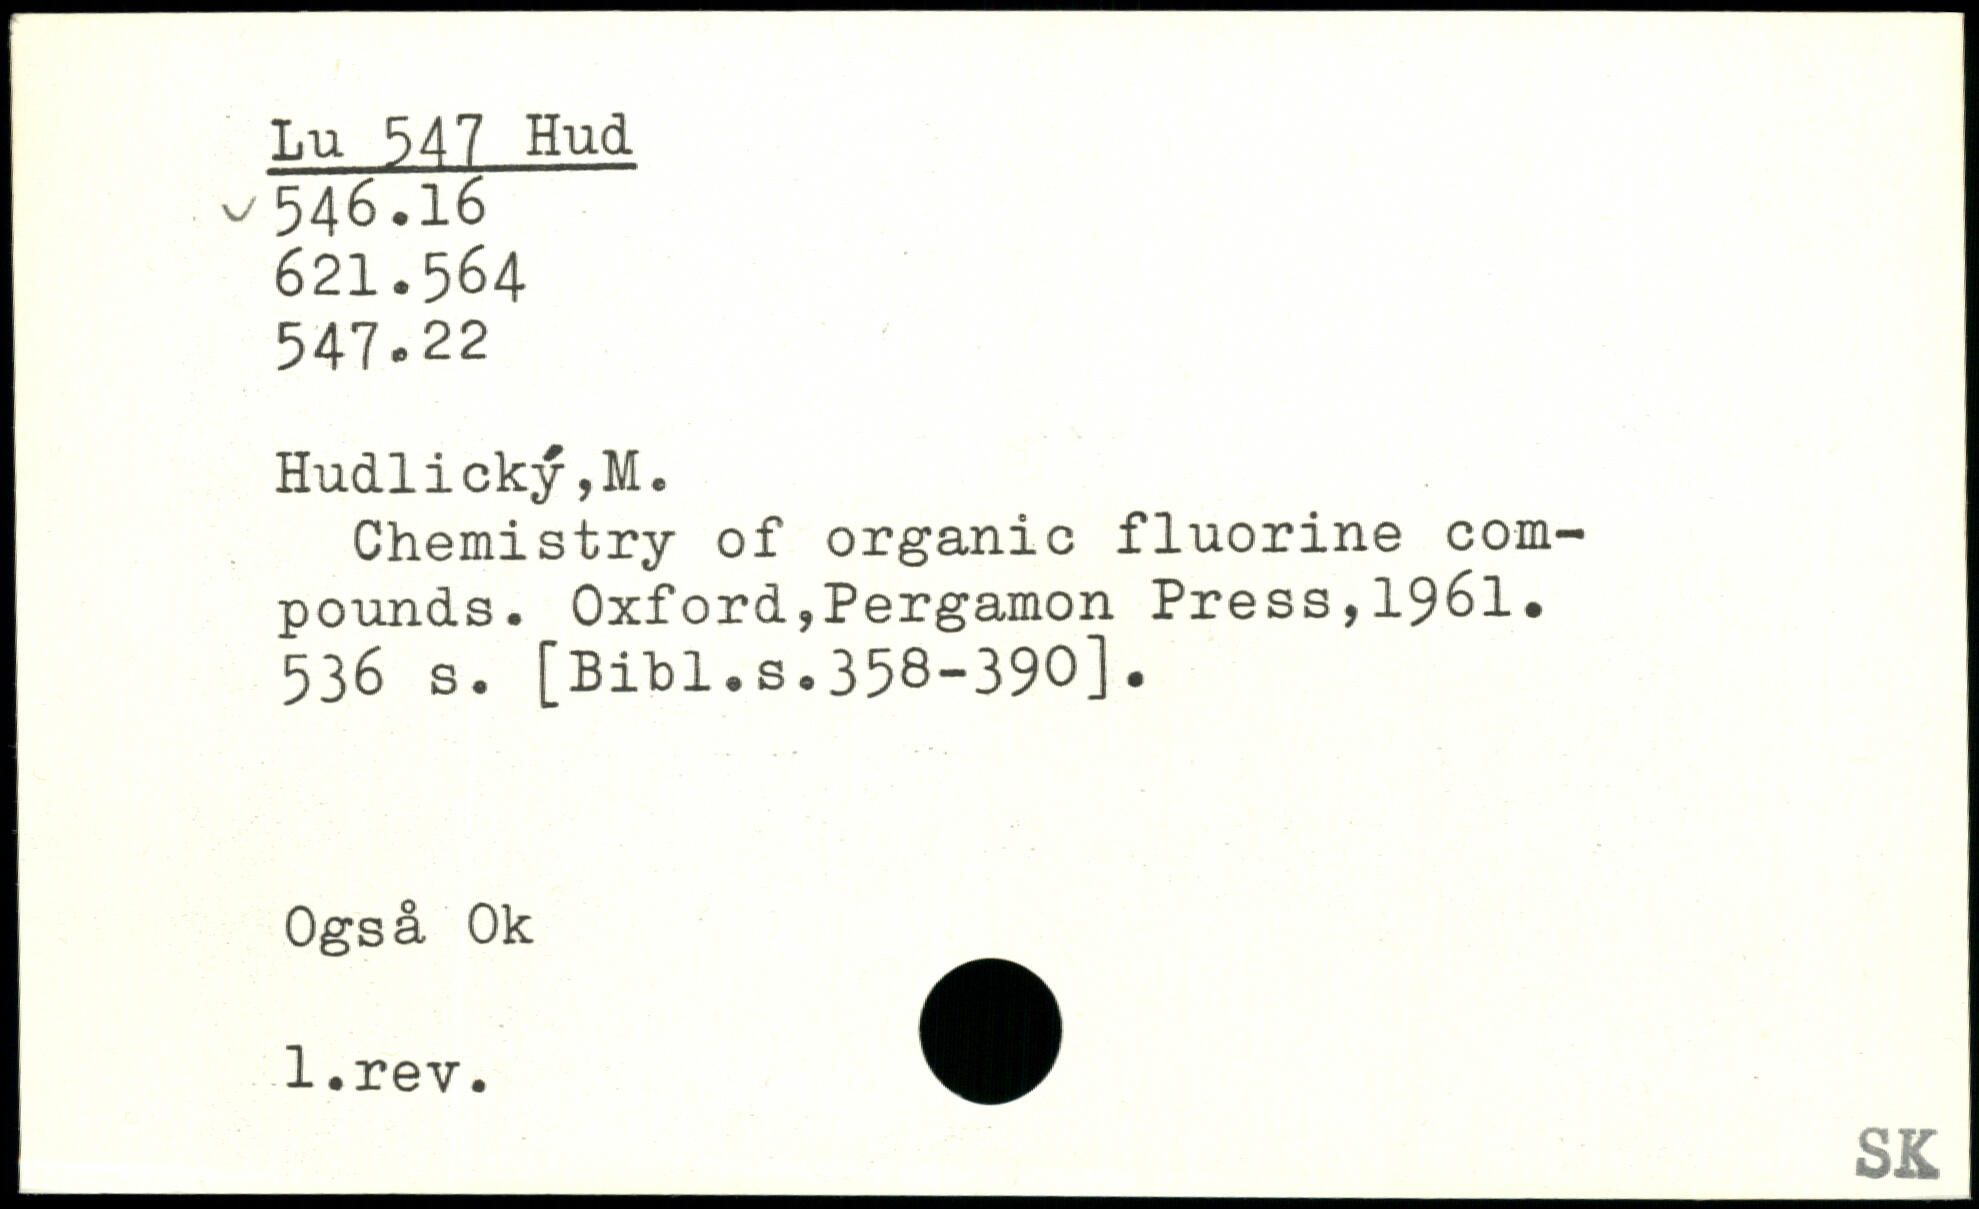 Lu 547 Hud
✓ 546.16
621.564
547.22
Hudlický,M.
Chemistry of organic fluorine com-
pounds. Oxford,Pergamon Press,1961.
536 s. [Bibl.s.358-390].
Også Ok
1.rev.
SK